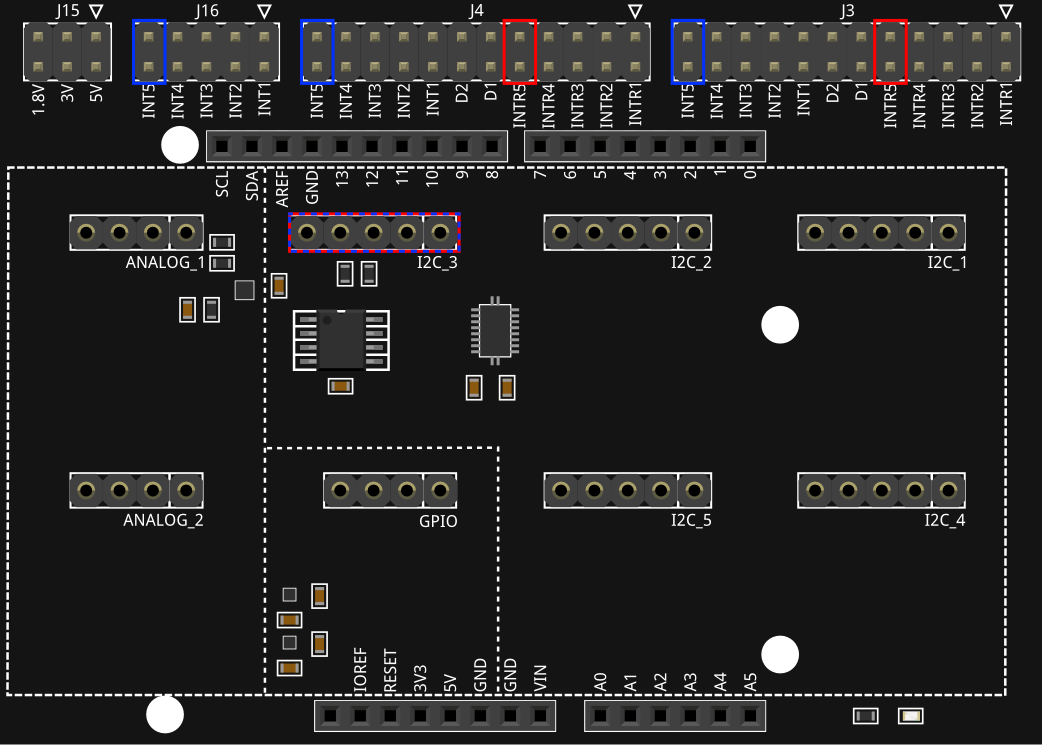 J15 J16 J4 J3
1.8V 3V 5V INT5 INT4 INT3 INT2 INT1 INT5 INT4 INT3 INT2 INT1 D2 D1 INTR5 INTR4 INTR3 INTR2 INTR1 INT5 INT4 INT3 INT2 INT1 D2 D1 INTR5 INTR4 INTR3 INTR2 INTR1
SCL SDA AREF GND 13 12 11 10 9 8 7 6 5 4 3 2 1 0
ANALOG_1 I2C_3 I2C_2 I2C_1
ANALOG_2 GPIO I2C_5 I2C_4
IOREF RESET 3V3 5V GND GND VIN A0 A1 A2 A3 A4 A5